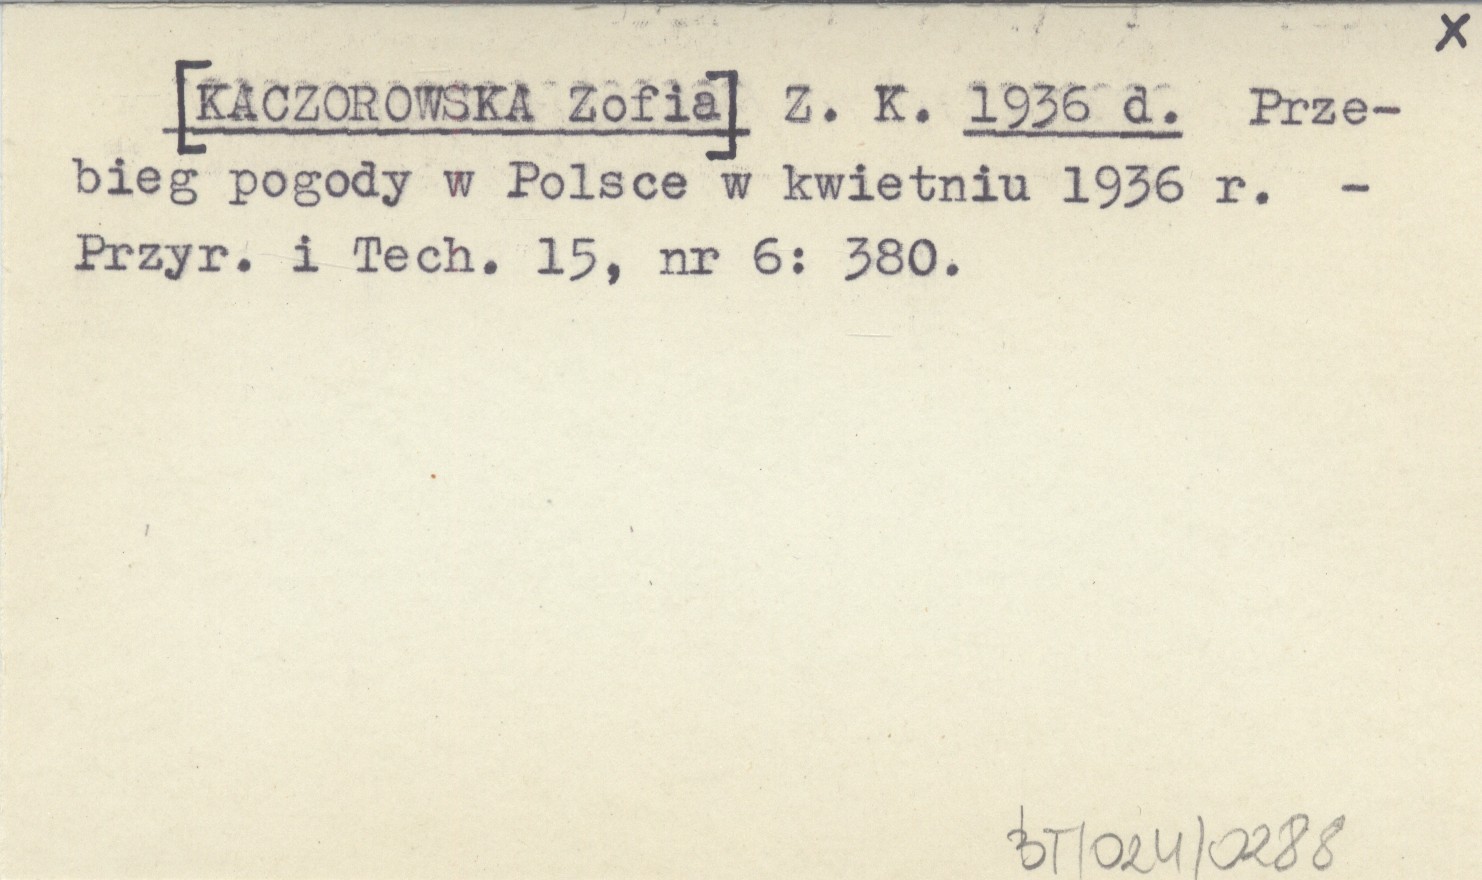 x
[KACZOROWSKA Zofia] Z. K. 1936 d. Prze-
bieg pogody w Polsce w kwietniu 1936 r. -
Przyr. i Tech. 15, nr 6: 380.
BT/024/0288